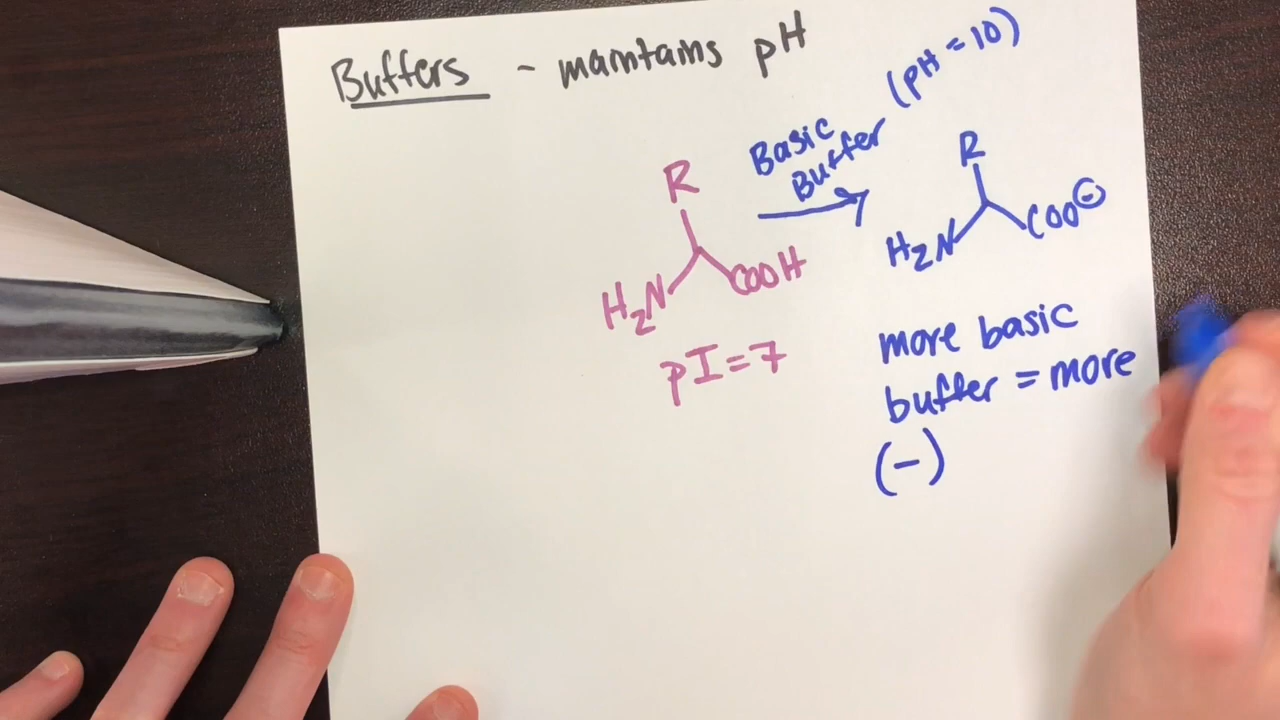 Buffers - maintains pH
R
H₂N COOH
pI = 7
Basic
Buffer (pH = 10)
R
H₂N COO⊖
more basic
buffer = more
(-)